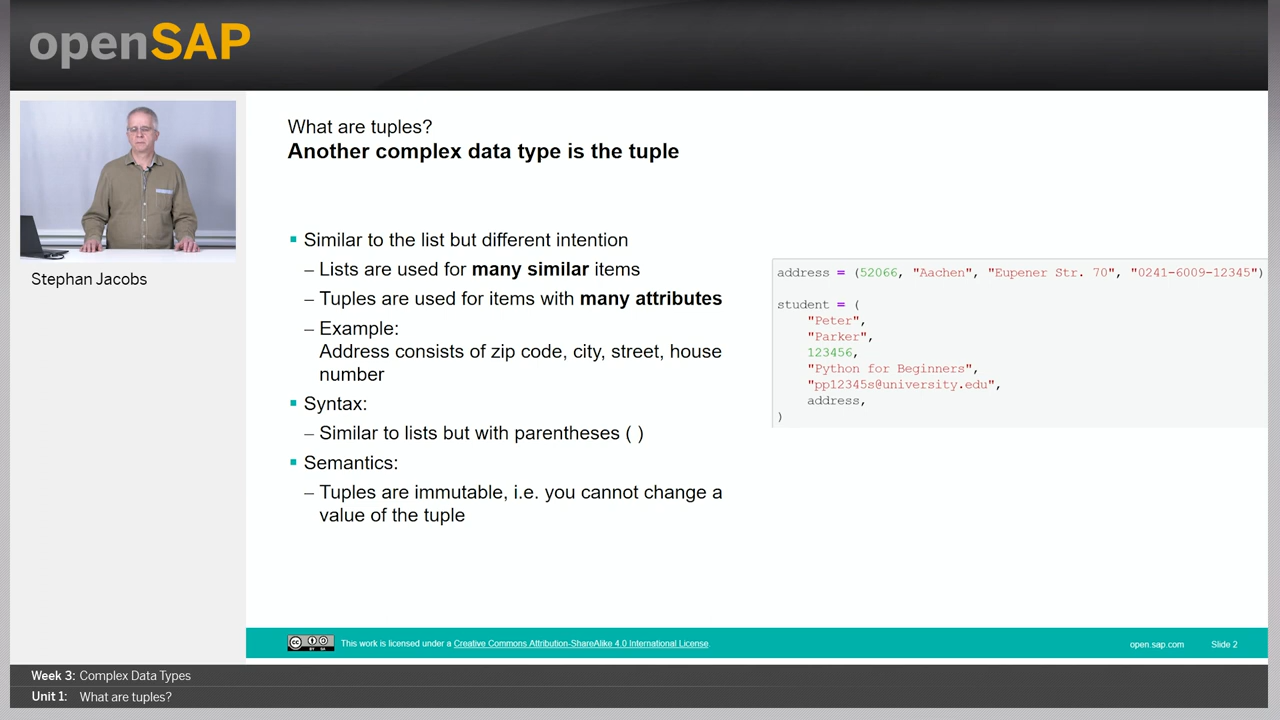 openSAP
Stephan Jacobs
What are tuples?
Another complex data type is the tuple
▪ Similar to the list but different intention
– Lists are used for many similar items
– Tuples are used for items with many attributes
– Example:
Address consists of zip code, city, street, house
number
▪ Syntax:
– Similar to lists but with parentheses ( )
▪ Semantics:
– Tuples are immutable, i.e. you cannot change a
value of the tuple
address = (52066, "Aachen", "Eupener Str. 70", "0241-6009-12345")
student = (
"Peter",
"Parker",
123456,
"Python for Beginners",
"pp12345s@university.edu",
address,
)
cc BY SA
This work is licensed under a Creative Commons Attribution-ShareAlike 4.0 International License.
open.sap.com
Slide 2
Week 3: Complex Data Types
Unit 1: What are tuples?